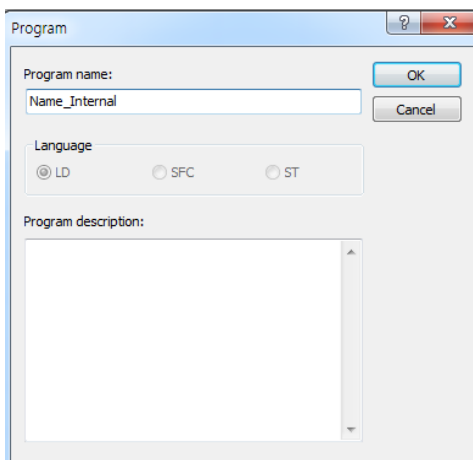 Program
Program name:
OK
Name_Internal
Cancel
Language
LD SFC ST
Program description: